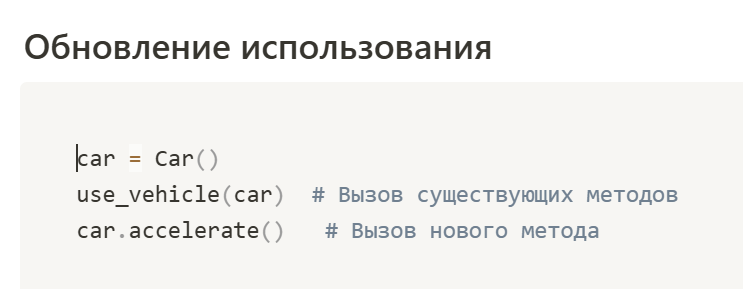 Обновление использования
car = Car()
use_vehicle(car)  # Вызов существующих методов
car.accelerate()   # Вызов нового метода